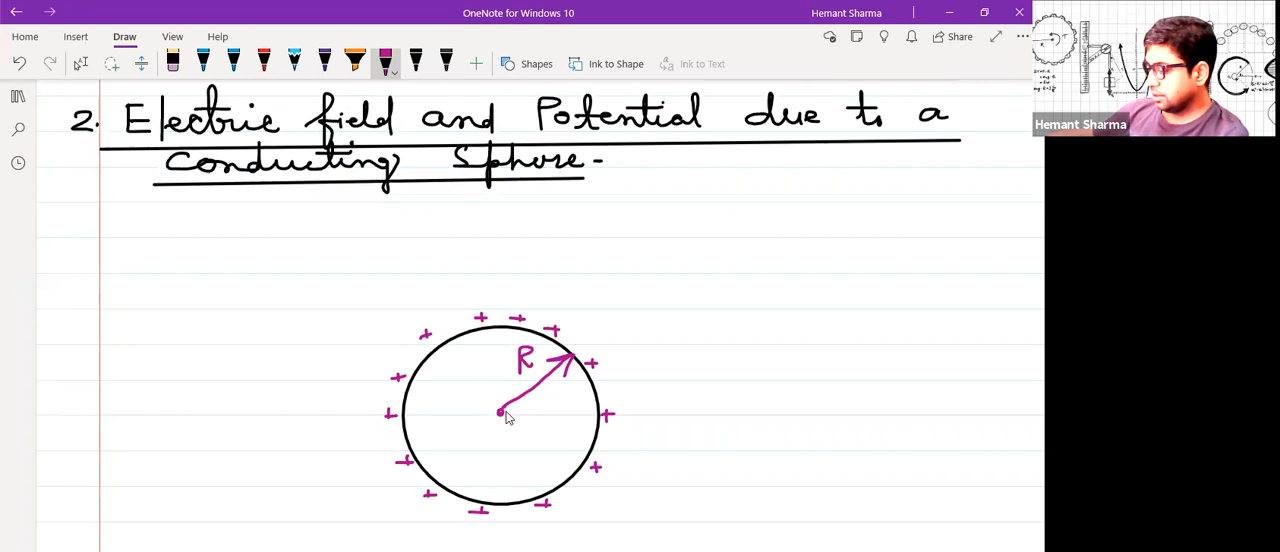 OneNote for Windows 10
Hemant Sharma
Home
Insert
Draw
View
Help
Share
Shapes
Ink to Shape
Ink to Text
2. Electric field and Potential due to a
Conducting Sphere-
R
Hemant Sharma